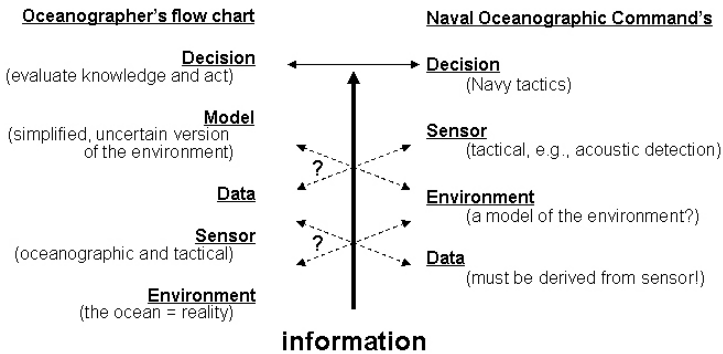 Oceanographer's flow chart
Decision
(evaluate knowledge and act)
Model
(simplified, uncertain version
of the environment)
Data
Sensor
(oceanographic and tactical)
Environment
(the ocean = reality)
?
?
Naval Oceanographic Command's
Decision
(Navy tactics)
Sensor
(tactical, e.g., acoustic detection)
Environment
(a model of the environment?)
Data
(must be derived from sensor!)
information